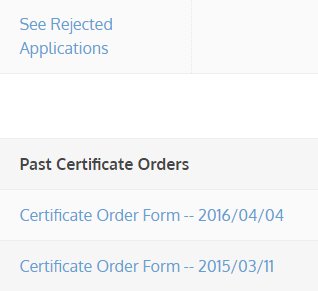 See Rejected
Applications
Past Certificate Orders
Certificate Order Form -- 2016/04/04
Certificate Order Form -- 2015/03/11